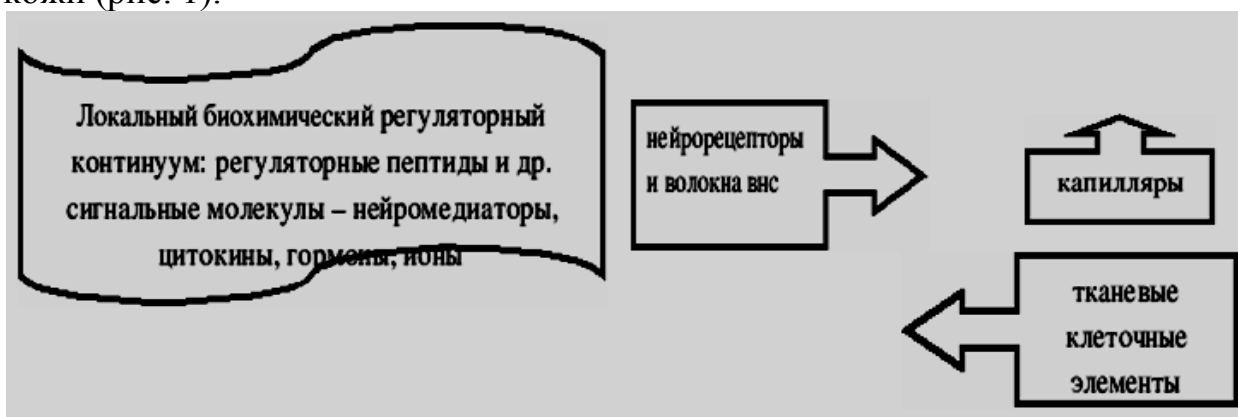 кожи (рис. 1).
Локальный биохимический регуляторный
континуум: регуляторные пептиды и др.
сигнальные молекулы – нейромедиаторы,
цитокины, гормоны, ионы
нейрорецепторы
и волокна внс
капилляры
тканевые
клеточные
элементы